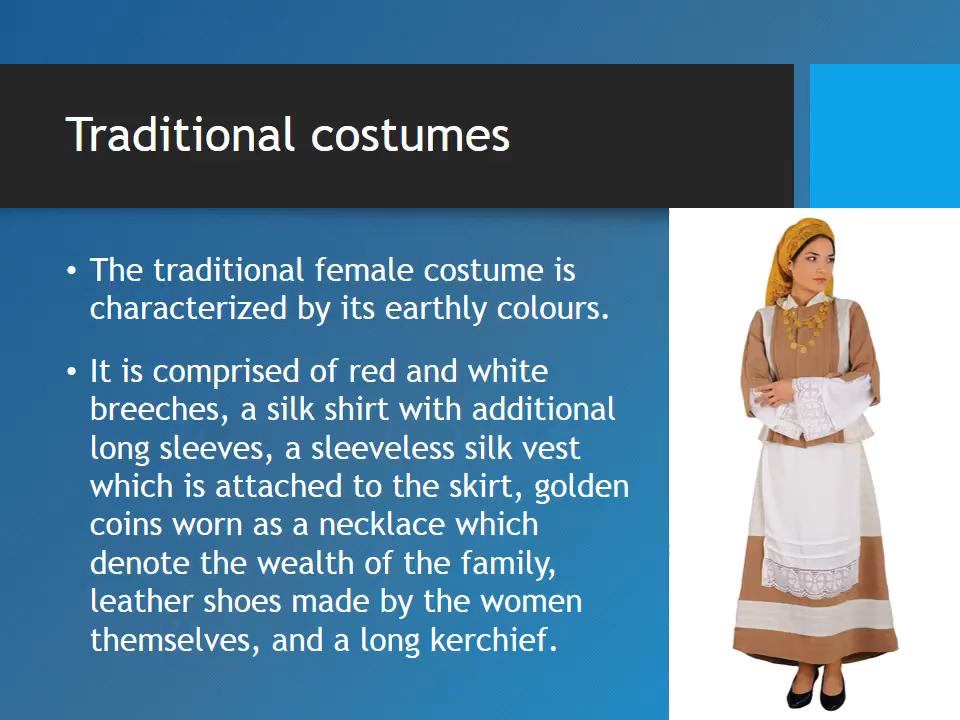 Traditional costumes
• The traditional female costume is
characterized by its earthly colours.
• It is comprised of red and white
breeches, a silk shirt with additional
long sleeves, a sleeveless silk vest
which is attached to the skirt, golden
coins worn as a necklace which
denote the wealth of the family,
leather shoes made by the women
themselves, and a long kerchief.